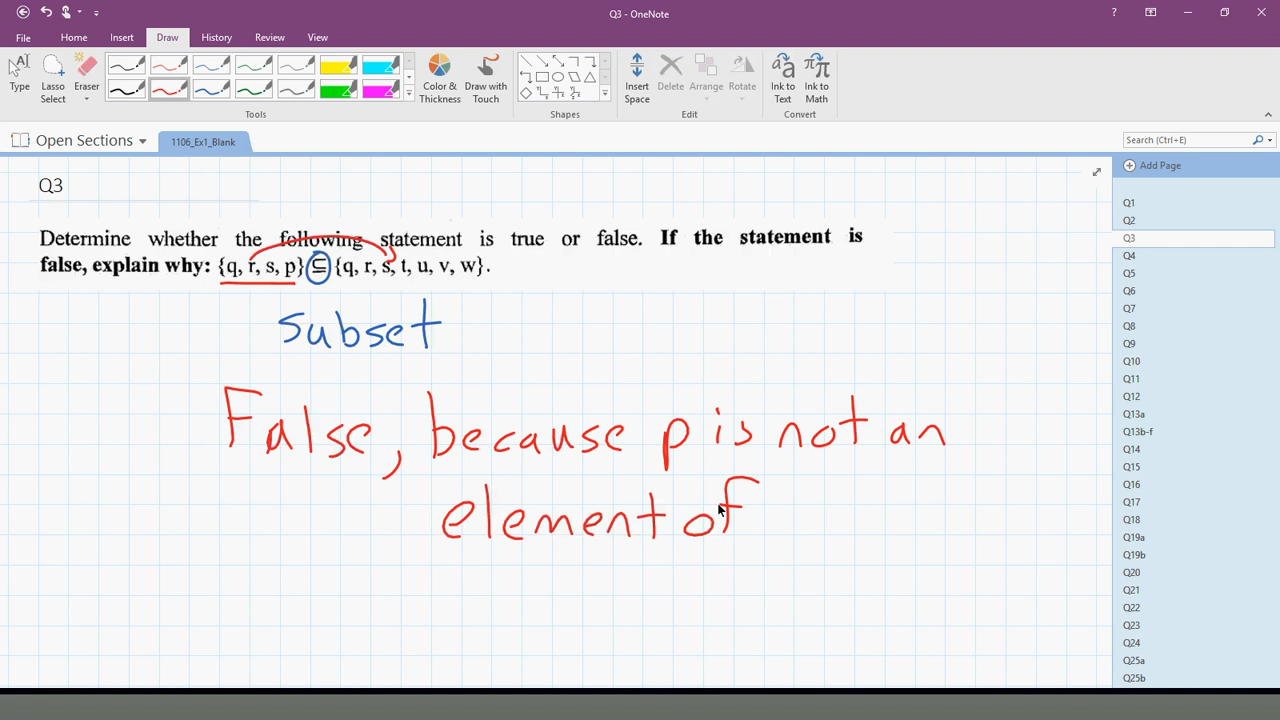 Q3 - OneNote
?
File Home Insert Draw History Review View
Type
Lasso Select
Eraser
Color & Thickness
Draw with Touch
Insert Space
Delete
Arrange
Rotate
Ink to Text
Ink to Math
Tools
Shapes
Edit
Convert
Open Sections
1106_Ex1_Blank
Search (Ctrl+E)
Add Page
Q3
Determine whether the following statement is true or false. If the statement is
false, explain why: {q, r, s, p} ⊆ {q, r, s, t, u, v, w}.
subset
False, because p is not an
element of
Q1
Q2
Q3
Q4
Q5
Q6
Q7
Q8
Q9
Q10
Q11
Q12
Q13a
Q13b-f
Q14
Q15
Q16
Q17
Q18
Q19a
Q19b
Q20
Q21
Q22
Q23
Q24
Q25a
Q25b